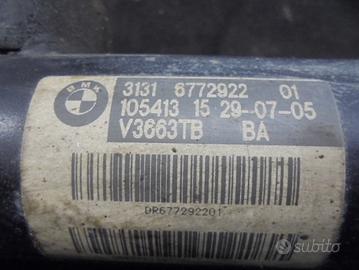 BMW
3131 6772922 01
105413 15 29-07-05
V3663TB BA
DR677292201
subito